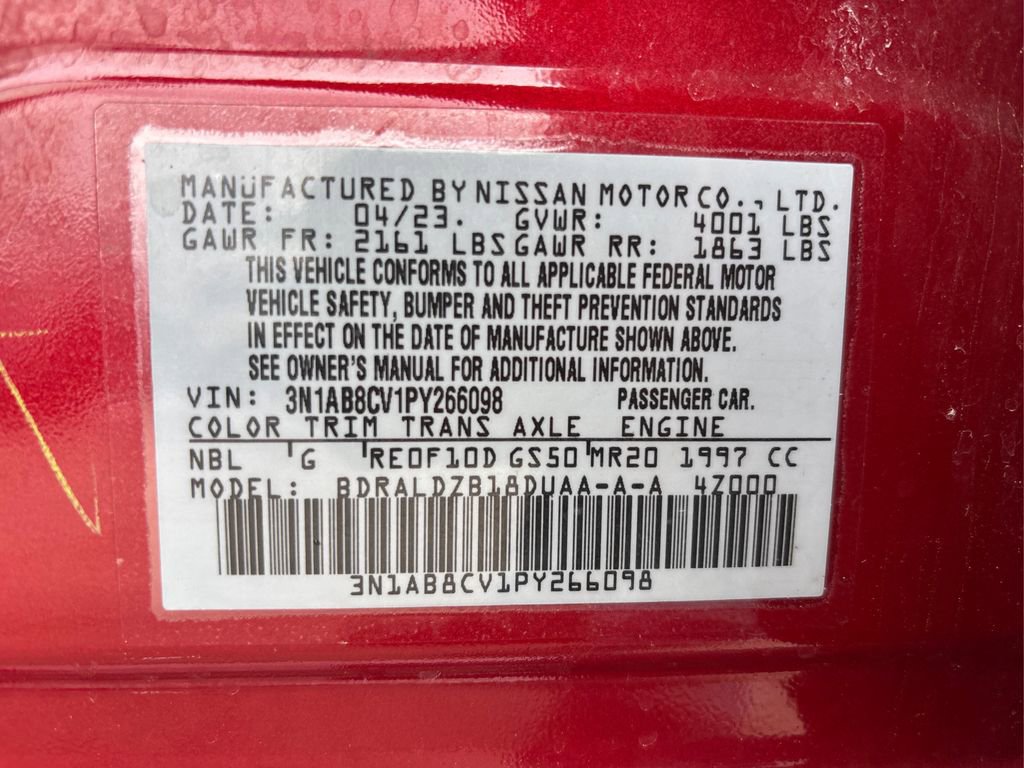 MANUFACTURED BY NISSAN MOTOR CO., LTD.
DATE: 04/23. GVWR: 4001 LBS
GAWR FR: 2161 LBS GAWR RR: 1863 LBS
THIS VEHICLE CONFORMS TO ALL APPLICABLE FEDERAL MOTOR
VEHICLE SAFETY, BUMPER AND THEFT PREVENTION STANDARDS
IN EFFECT ON THE DATE OF MANUFACTURE SHOWN ABOVE.
SEE OWNER'S MANUAL FOR ADDITIONAL INFORMATION.
VIN: 3N1AB8CV1PY266098 PASSENGER CAR.
COLOR TRIM TRANS AXLE ENGINE
NBL G RE0F10D GS50 MR20 1997 CC
MODEL: BDRALDZB18DUAA-A-A 4Z000
3N1AB8CV1PY266098